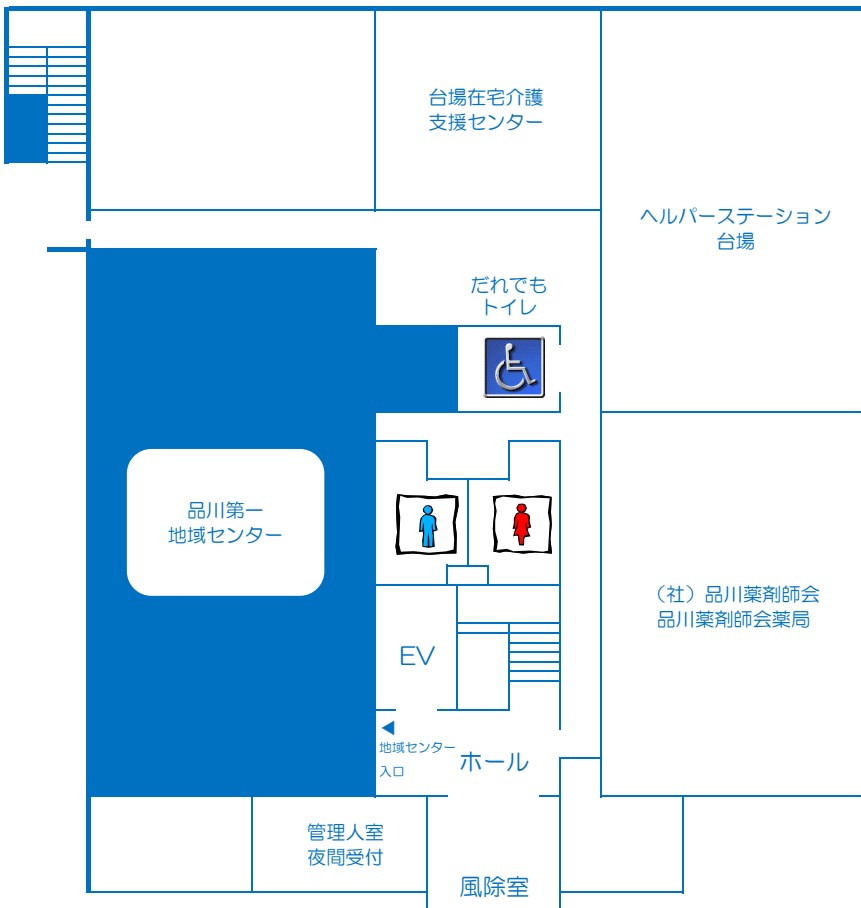 台場在宅介護
支援センター
ヘルパーステーション
台場
だれでも
トイレ
品川第一
地域センター
（社）品川薬剤師会
品川薬剤師会薬局
EV
◀
地域センター
入口
ホール
管理人室
夜間受付
風除室